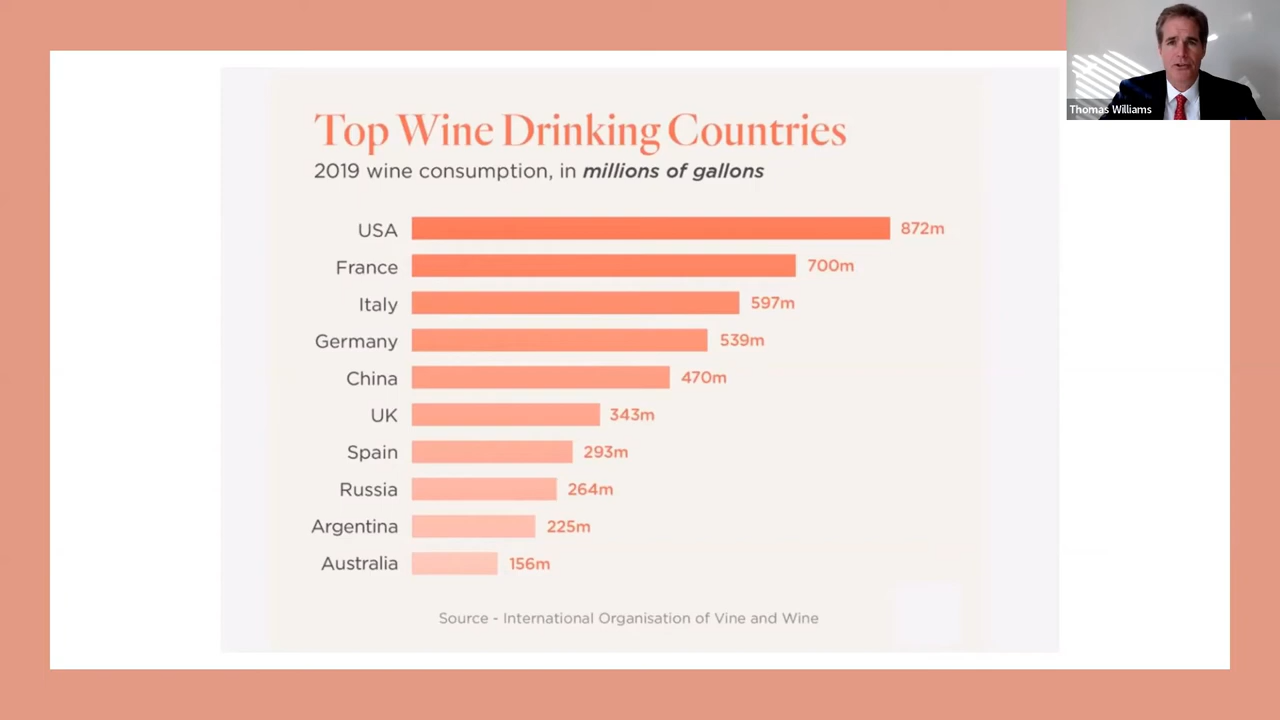 Top Wine Drinking Countries
2019 wine consumption, in millions of gallons
USA 872m
France 700m
Italy 597m
Germany 539m
China 470m
UK 343m
Spain 293m
Russia 264m
Argentina 225m
Australia 156m
Source - International Organisation of Vine and Wine
Thomas Williams